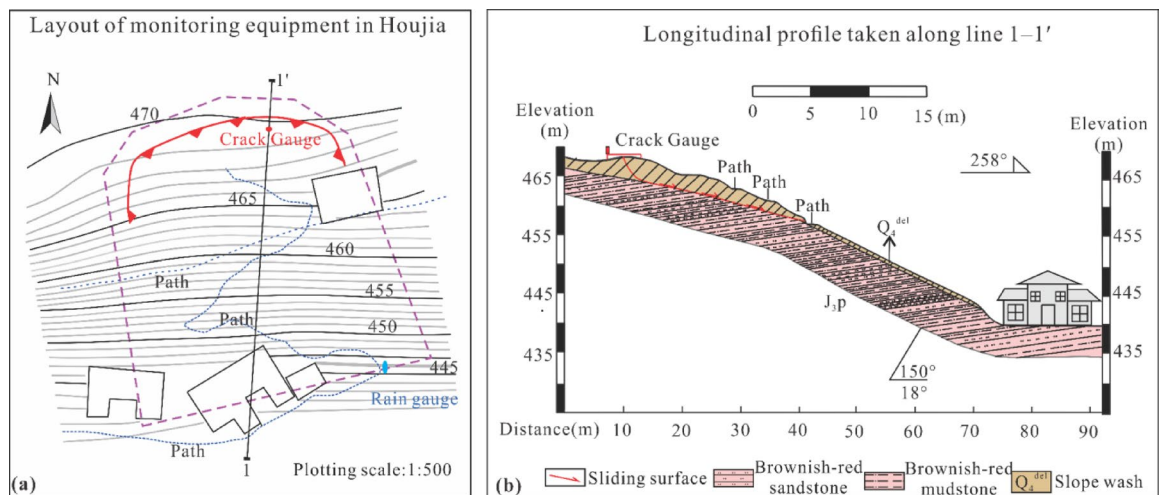 (a)
Layout of monitoring equipment in Houjia
N
1'
470
Crack Gauge
465
460
Path
455
Path
450
445
Rain gauge
Path
1
Plotting scale:1:500
(b)
Longitudinal profile taken along line 1–1'
0 5 10 15 (m)
Elevation
(m)
Elevation
(m)
Crack Gauge
258°
465
455
445
435
465
455
445
435
Path
Path
Path
Q₄ᵈᵉˡ
J₃p
150°
18°
Distance(m) 10 20 30 40 50 60 70 80 90
Sliding surface
Brownish-red
sandstone
Brownish-red
mudstone
Q₄ᵈᵉˡ
Slope wash